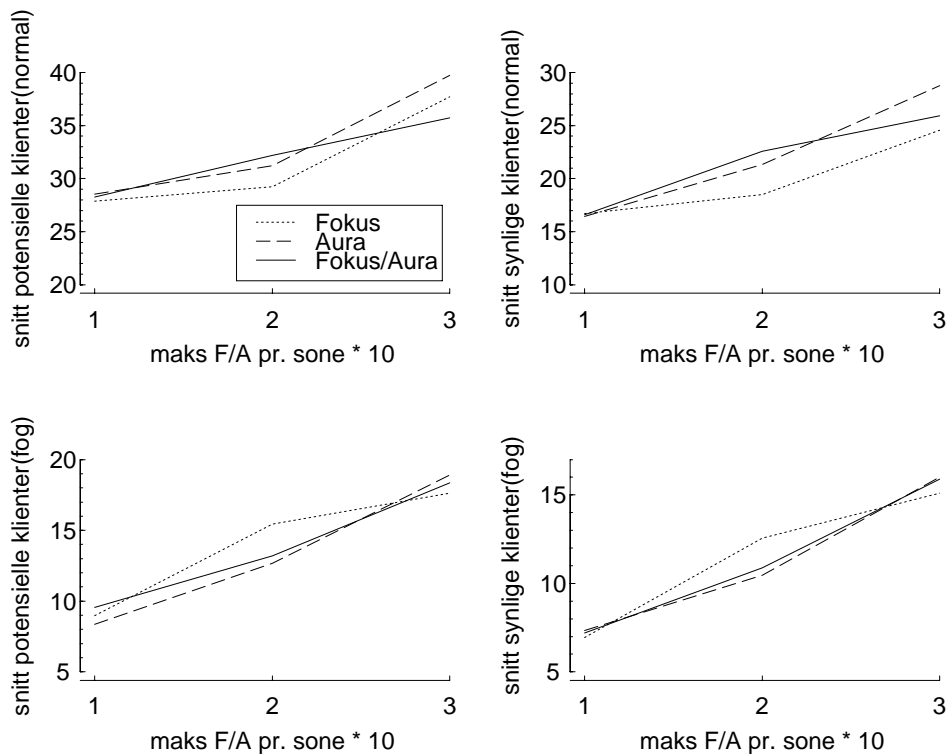 snitt potensielle klienter(normal)
40
35
30
25
20
Fokus
Aura
Fokus/Aura
1 2 3
maks F/A pr. sone * 10
snitt synlige klienter(normal)
30
25
20
15
10
1 2 3
maks F/A pr. sone * 10
snitt potensielle klienter(fog)
20
15
10
5
1 2 3
maks F/A pr. sone * 10
snitt synlige klienter(fog)
15
10
5
1 2 3
maks F/A pr. sone * 10